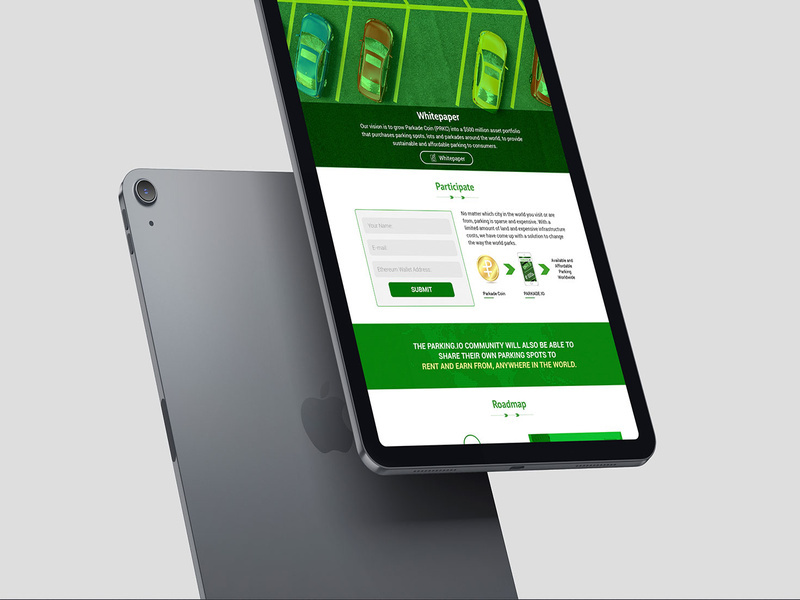 Whitepaper
Our vision is to grow Parkade Coin (PRKC) into a $500 million asset portfolio
that purchases parking spots, lots and parkades around the world, to provide
sustainable and affordable parking to consumers.
Whitepaper
Participate
Your Name
E-mail
Ethereum Wallet Address
SUBMIT
No matter which city in the world you visit or are
from, parking is sparse and expensive. With a
limited amount of land and expensive infrastructure
costs, we have come up with a solution to change
the way the world parks.
Parkade Coin
PARKADE.IO
Available and
Affordable
Parking
Worldwide
THE PARKING.IO COMMUNITY WILL ALSO BE ABLE TO
SHARE THEIR OWN PARKING SPOTS TO
RENT AND EARN FROM, ANYWHERE IN THE WORLD.
Roadmap